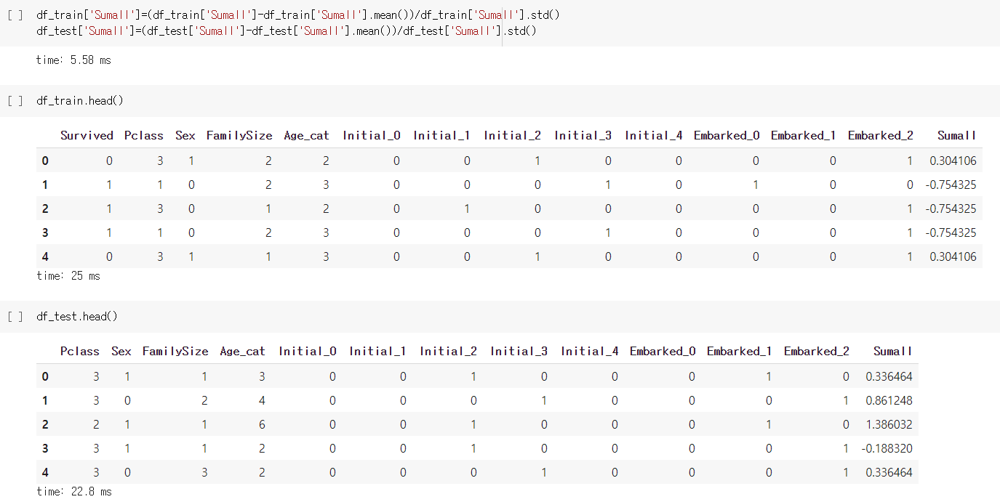 [ ] df_train['Sumall']=(df_train['Sumall']-df_train['Sumall'].mean())/df_train['Sumall'].std()
df_test['Sumall']=(df_test['Sumall']-df_test['Sumall'].mean())/df_test['Sumall'].std()
time: 5.58 ms
[ ] df_train.head()
Survived Pclass Sex FamilySize Age_cat Initial_0 Initial_1 Initial_2 Initial_3 Initial_4 Embarked_0 Embarked_1 Embarked_2 Sumall
0 0 3 1 2 2 0 0 1 0 0 0 0 1 0.304106
1 1 1 0 2 3 0 0 0 1 0 1 0 0 -0.754325
2 1 3 0 1 2 0 1 0 0 0 0 0 1 -0.754325
3 1 1 0 2 3 0 0 0 1 0 0 0 1 -0.754325
4 0 3 1 1 3 0 0 1 0 0 0 0 1 0.304106
time: 25 ms
[ ] df_test.head()
Pclass Sex FamilySize Age_cat Initial_0 Initial_1 Initial_2 Initial_3 Initial_4 Embarked_0 Embarked_1 Embarked_2 Sumall
0 3 1 1 3 0 0 1 0 0 0 1 0 0.336464
1 3 0 2 4 0 0 0 1 0 0 0 1 0.861248
2 2 1 1 6 0 0 1 0 0 0 1 0 1.386032
3 3 1 1 2 0 0 1 0 0 0 0 1 -0.188320
4 3 0 3 2 0 0 0 1 0 0 0 1 0.336464
time: 22.8 ms